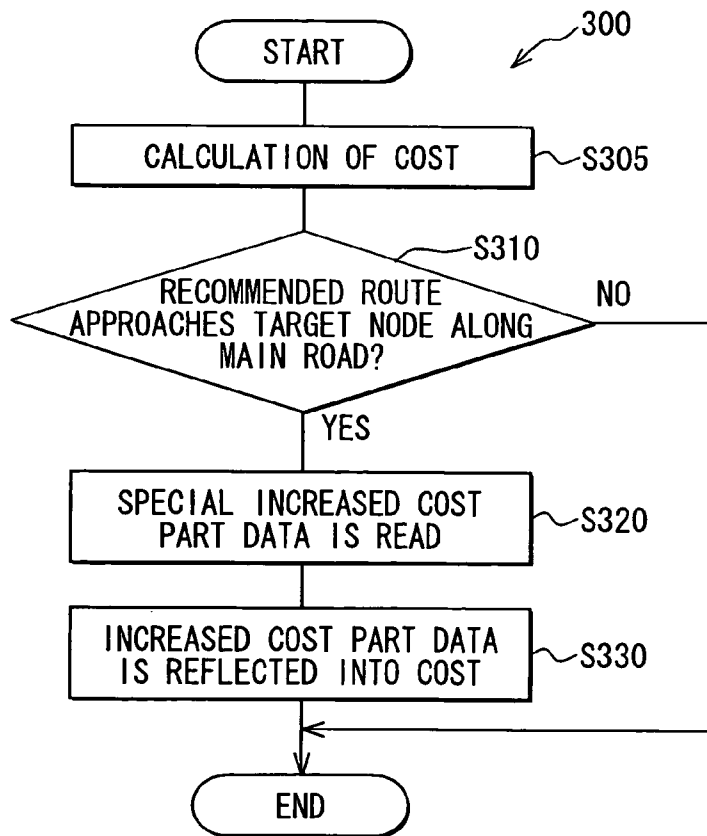 300
START
CALCULATION OF COST
S305
S310
RECOMMENDED ROUTE
APPROACHES TARGET NODE ALONG
MAIN ROAD?
NO
YES
SPECIAL INCREASED COST
PART DATA IS READ
S320
INCREASED COST PART DATA
IS REFLECTED INTO COST
S330
END